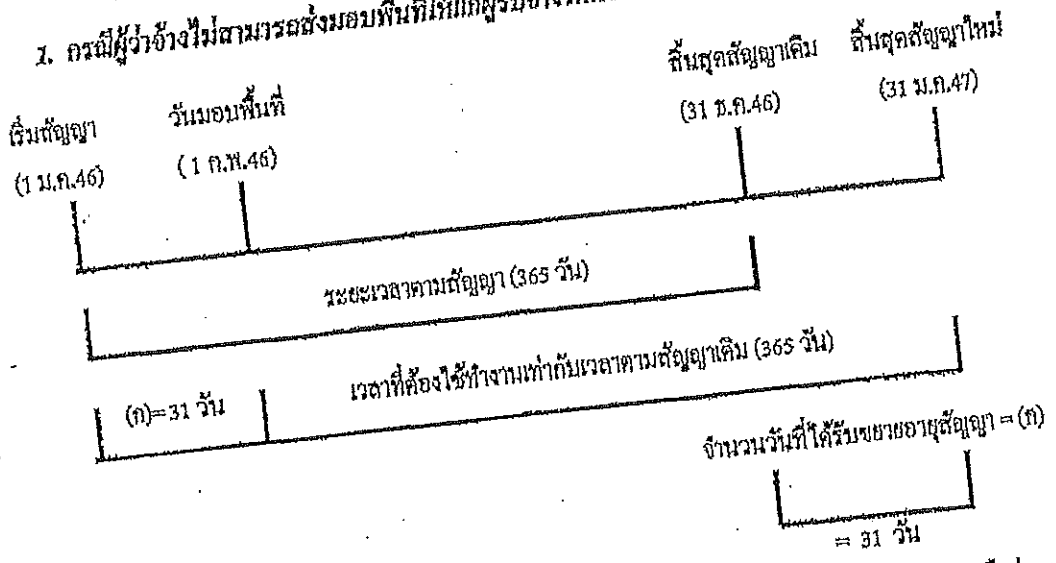 1. กรณีผู้ว่าจ้างไม่สามารถส่งมอบพื้นที่ให้แก่ผู้รับจ้าง
เริ่มสัญญา วันมอบพื้นที่ สิ้นสุดสัญญาเดิม สิ้นสุดสัญญาใหม่
(1 ม.ค.46) (1 ก.พ.46) (31 ธ.ค.46) (31 ม.ค.47)
ระยะเวลาตามสัญญา (365 วัน)
(ก)=31 วัน เวลาที่ต้องใช้ทำงานเท่ากับเวลาตามสัญญาเดิม (365 วัน)
จำนวนวันที่ได้รับขยายอายุสัญญา = (ก)
= 31 วัน